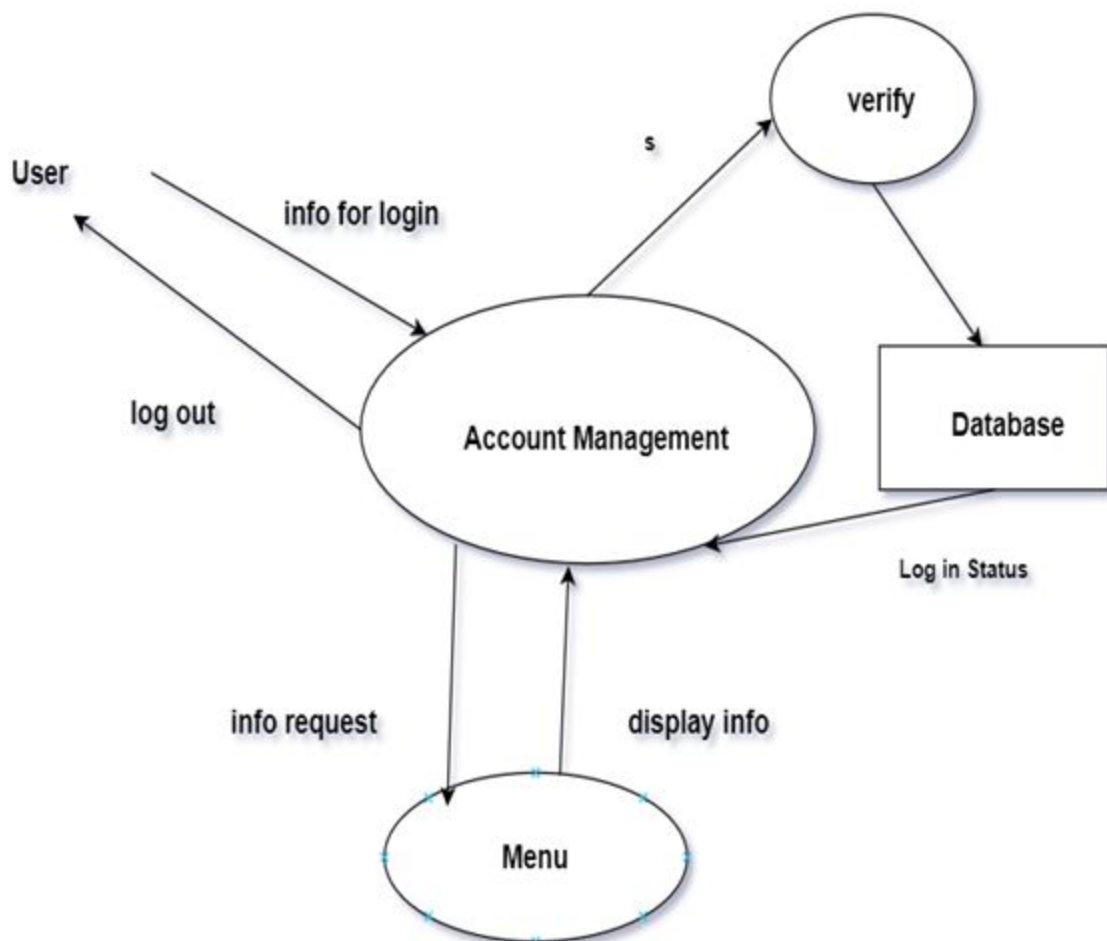 verify
s
User
info for login
log out
Account Management
Database
Log in Status
info request
display info
Menu